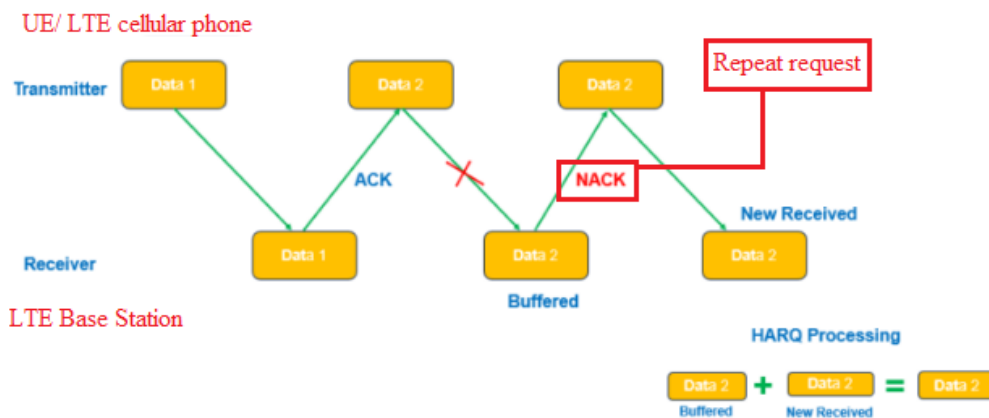 UE/ LTE cellular phone
Repeat request
Transmitter
Data 1
Data 2
Data 2
ACK
NACK
New Received
Receiver
Data 1
Data 2
Data 2
Buffered
LTE Base Station
HARQ Processing
Data 2 + Data 2 = Data 2
Buffered
New Received